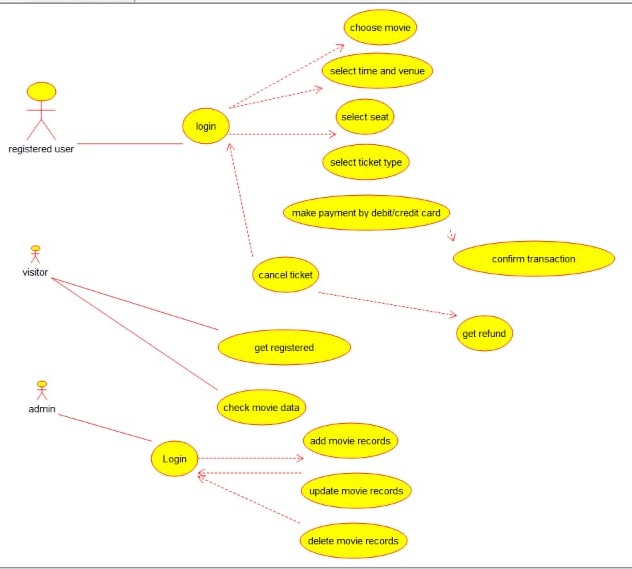 choose movie
select time and venue
select seat
login
registered user
select ticket type
make payment by debit/credit card
confirm transaction
visitor
cancel ticket
get refund
get registered
check movie data
admin
add movie records
Login
update movie records
delete movie records